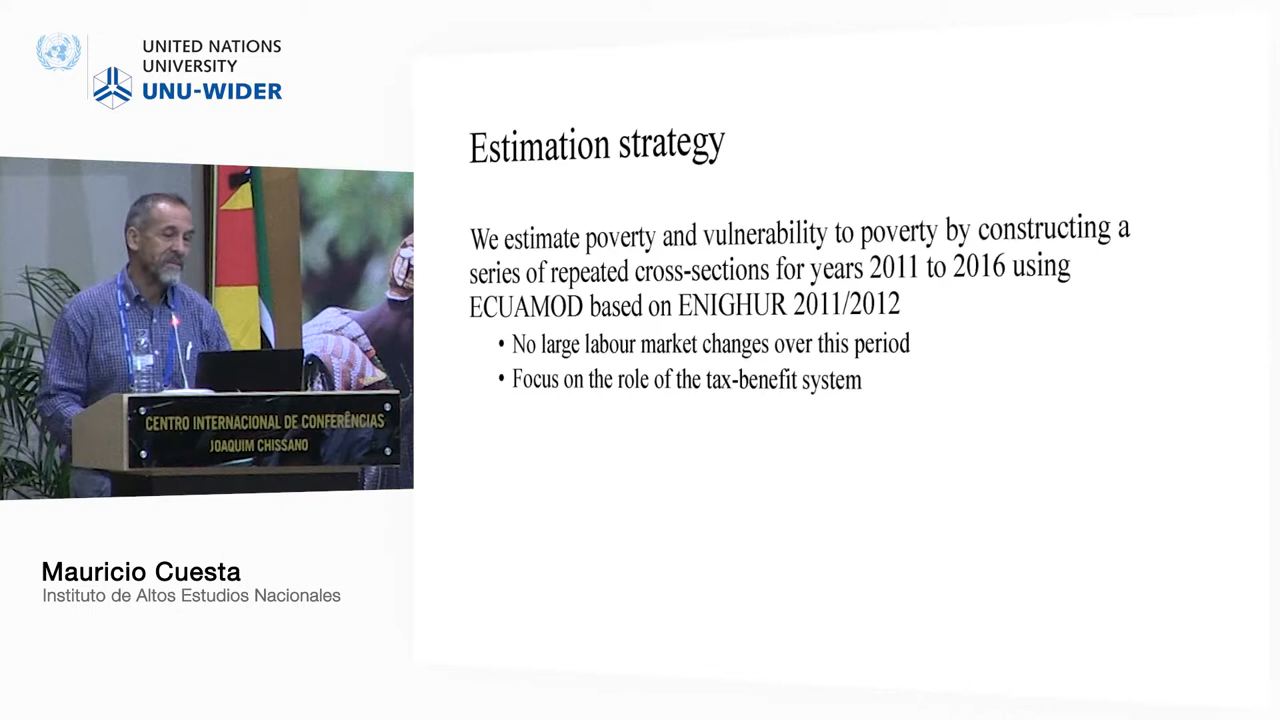 UNITED NATIONS
UNIVERSITY
UNU-WIDER
Estimation strategy
We estimate poverty and vulnerability to poverty by constructing a
series of repeated cross-sections for years 2011 to 2016 using
ECUAMOD based on ENIGHUR 2011/2012
• No large labour market changes over this period
• Focus on the role of the tax-benefit system
CENTRO INTERNACIONAL DE CONFERÊNCIAS
JOAQUIM CHISSANO
Mauricio Cuesta
Instituto de Altos Estudios Nacionales